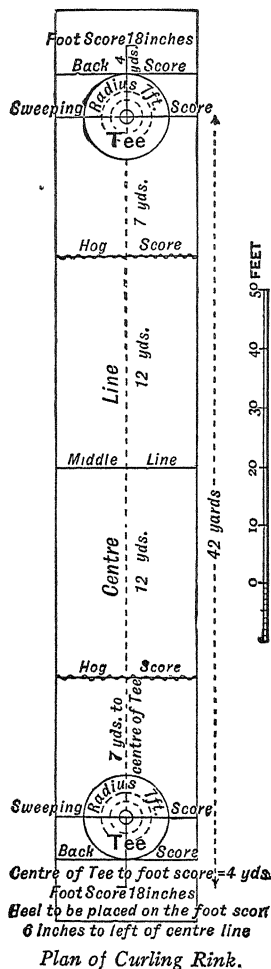 Foot Score 18 inches
4 yds.
Back Score
Radius 7ft.
Sweeping Score
Tee
7 yds.
Hog Score
Line
12 yds.
Middle Line
Centre
12 yds.
Hog Score
7 yds. to
centre of Tee
Radius 7ft.
Sweeping Score
Tee
Back Score
Centre of Tee to foot score = 4 yds.
Foot Score 18 inches
Heel to be placed on the foot scort
6 Inches to left of centre line
Plan of Curling Rink.
42 yards
50 FEET
40
30
20
10
0